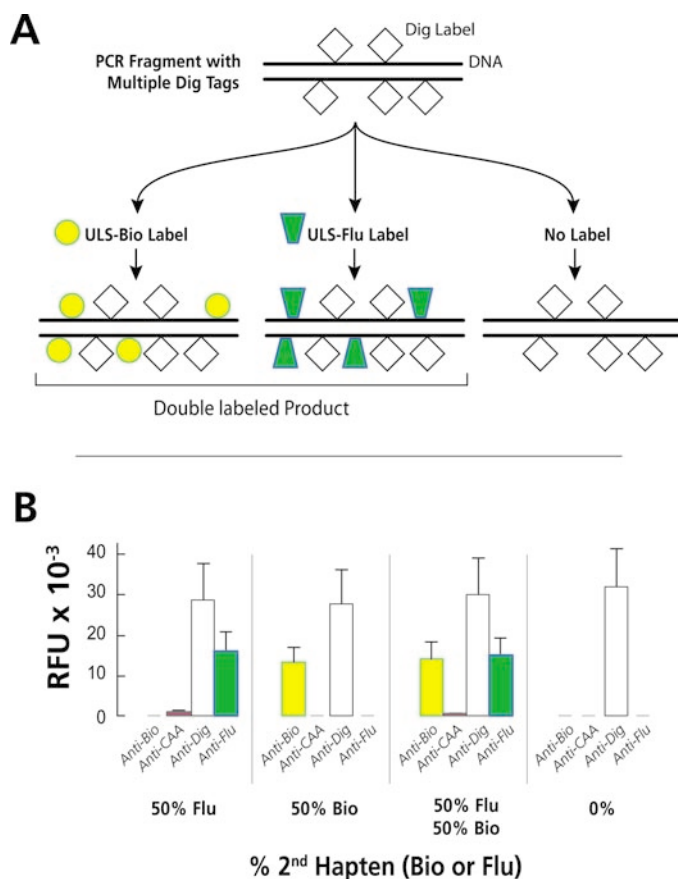 A
Dig Label
PCR Fragment with
Multiple Dig Tags
DNA
ULS-Bio Label
ULS-Flu Label
No Label
Double labeled Product
B
RFU x 10⁻³
40
30
20
10
0
Anti-Bio
Anti-CAA
Anti-Dig
Anti-Flu
Anti-Bio
Anti-CAA
Anti-Dig
Anti-Flu
Anti-Bio
Anti-CAA
Anti-Dig
Anti-Flu
Anti-Bio
Anti-CAA
Anti-Dig
Anti-Flu
50% Flu
50% Bio
50% Flu
50% Bio
0%
% 2ⁿᵈ Hapten (Bio or Flu)